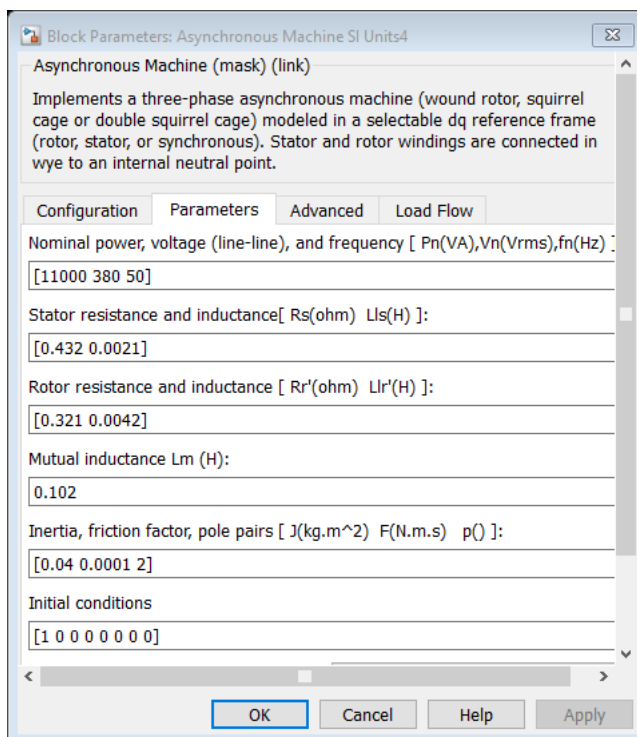 Block Parameters: Asynchronous Machine SI Units4
Asynchronous Machine (mask) (link)
Implements a three-phase asynchronous machine (wound rotor, squirrel
cage or double squirrel cage) modeled in a selectable dq reference frame
(rotor, stator, or synchronous). Stator and rotor windings are connected in
wye to an internal neutral point.
Configuration Parameters Advanced Load Flow
Nominal power, voltage (line-line), and frequency [ Pn(VA),Vn(Vrms),fn(Hz) ]
[11000 380 50]
Stator resistance and inductance[ Rs(ohm) Lls(H) ]:
[0.432 0.0021]
Rotor resistance and inductance [ Rr'(ohm) Llr'(H) ]:
[0.321 0.0042]
Mutual inductance Lm (H):
0.102
Inertia, friction factor, pole pairs [ J(kg.m^2) F(N.m.s) p() ]:
[0.04 0.0001 2]
Initial conditions
[1 0 0 0 0 0 0 0]
OK Cancel Help Apply